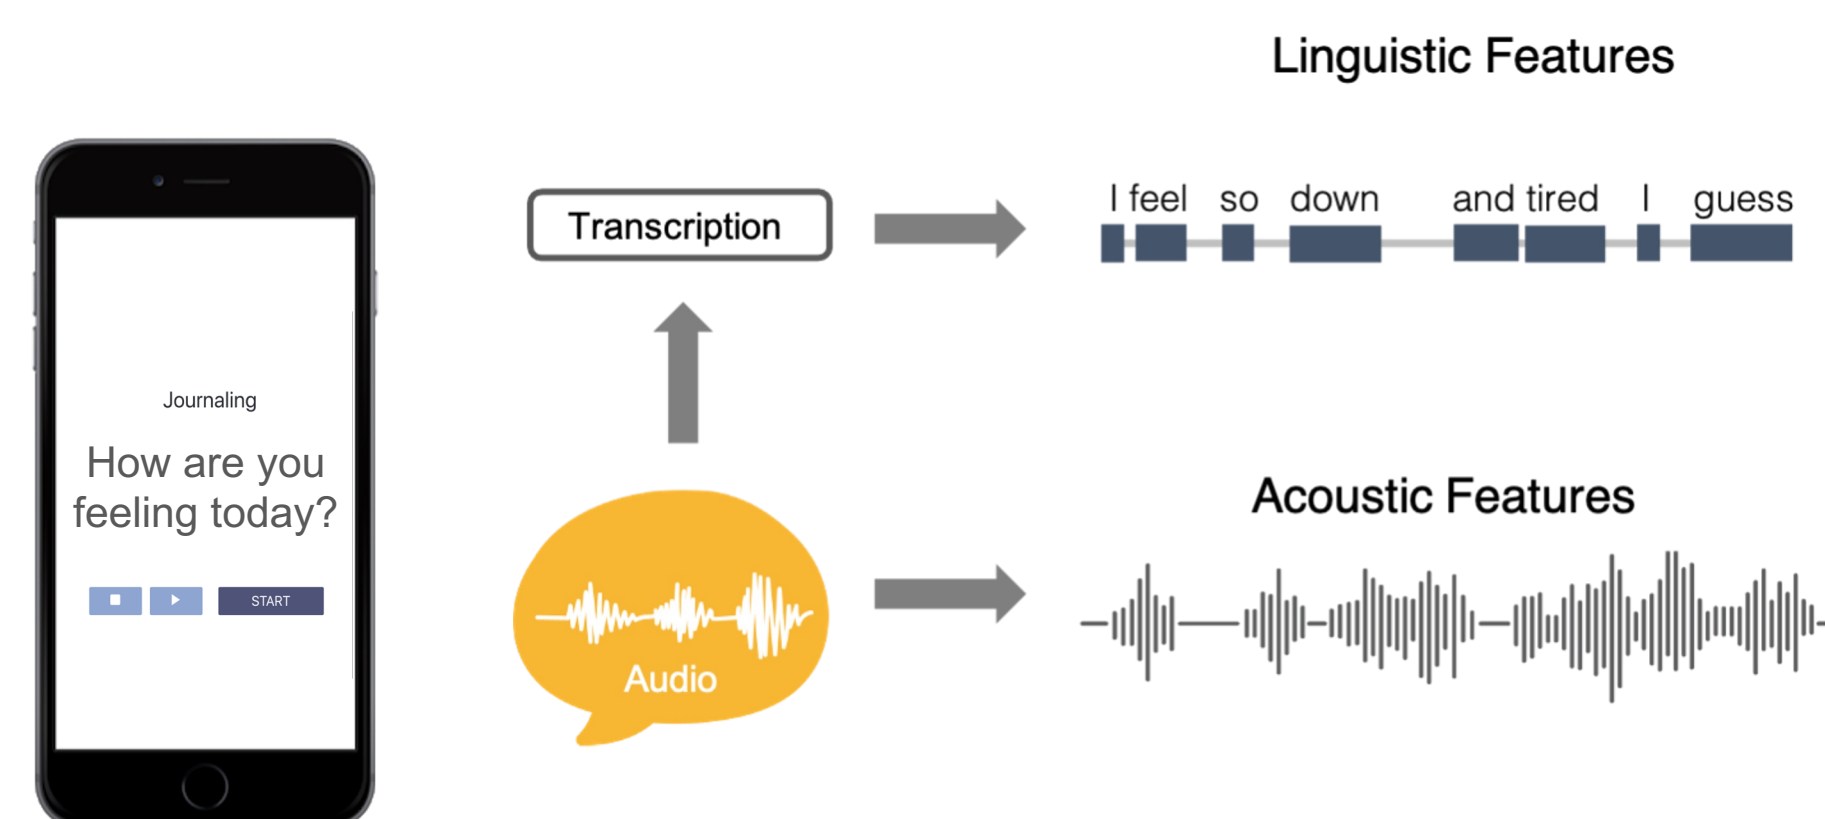 Journaling
How are you
feeling today?
START
Transcription
Audio
Linguistic Features
I feel so down and tired I guess
Acoustic Features